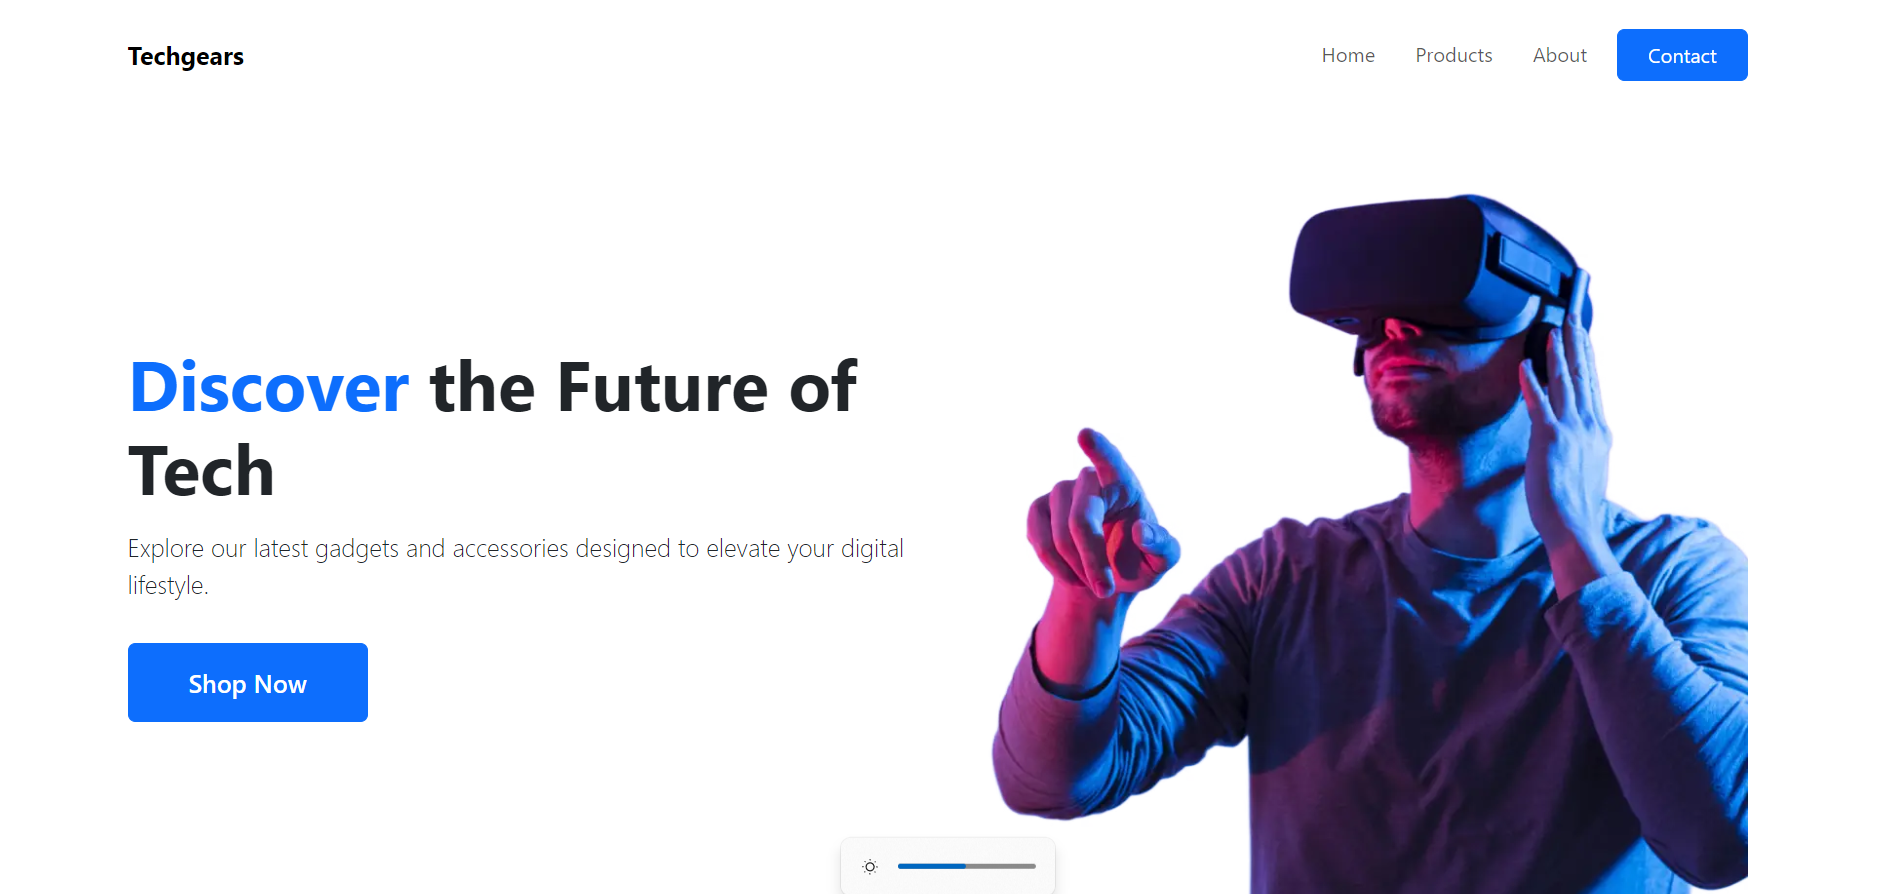 Techgears
Home Products About Contact
Discover the Future of
Tech
Explore our latest gadgets and accessories designed to elevate your digital
lifestyle.
Shop Now